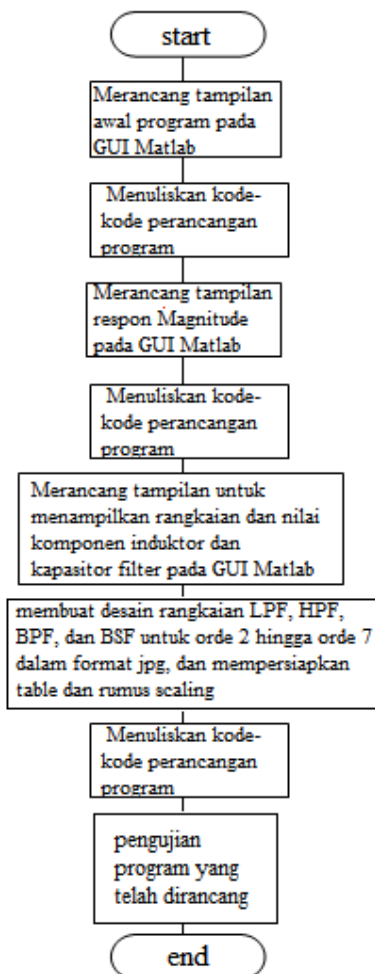 start
Merancang tampilan
awal program pada
GUI Matlab
Menuliskan kode-
kode perancangan
program
Merancang tampilan
respon Magnitude
pada GUI Matlab
Menuliskan kode-
kode perancangan
program
Merancang tampilan untuk
menampilkan rangkaian dan nilai
komponen induktor dan
kapasitor filter pada GUI Matlab
membuat desain rangkaian LPF, HPF,
BPF, dan BSF untuk orde 2 hingga orde 7
dalam format jpg, dan mempersiapkan
table dan rumus scaling
Menuliskan kode-
kode perancangan
program
pengujian
program yang
telah dirancang
end